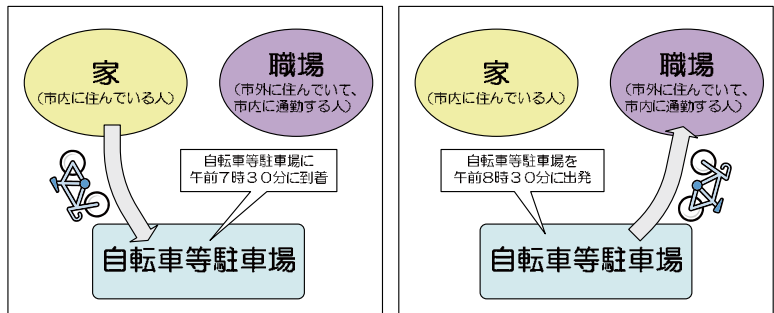 家
(市内に住んでいる人)
職場
(市外に住んでいて、
市内に通勤する人)
自転車等駐車場に
午前7時30分に到着
自転車等駐車場
家
(市内に住んでいる人)
職場
(市外に住んでいて、
市内に通勤する人)
自転車等駐車場を
午前8時30分に出発
自転車等駐車場